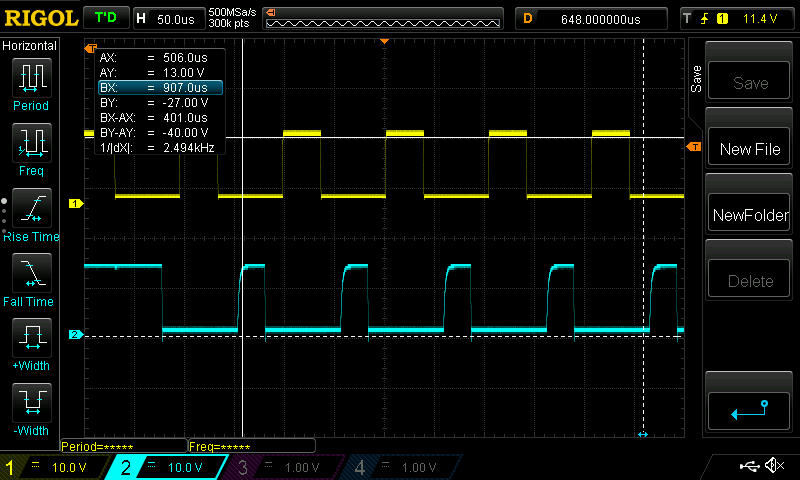 RIGOL T'D H 50.0us 500MSa/s 300k pts D 648.000000us T 1 11.4 V
Horizontal
Period
Freq
Rise Time
Fall Time
+Width
-Width
T
AX: = 506.0us
AY: = 13.00 V
BX: = 907.0us
BY: = -27.00 V
BX-AX: = 401.0us
BY-AY: = -40.00 V
1/|dX|: = 2.494kHz
T
1
2
Save
Save
New File
NewFolder
Delete
Period=***** Freq=*****
1 = 10.0 V 2 = 10.0 V 3 = 1.00 V 4 = 1.00 V